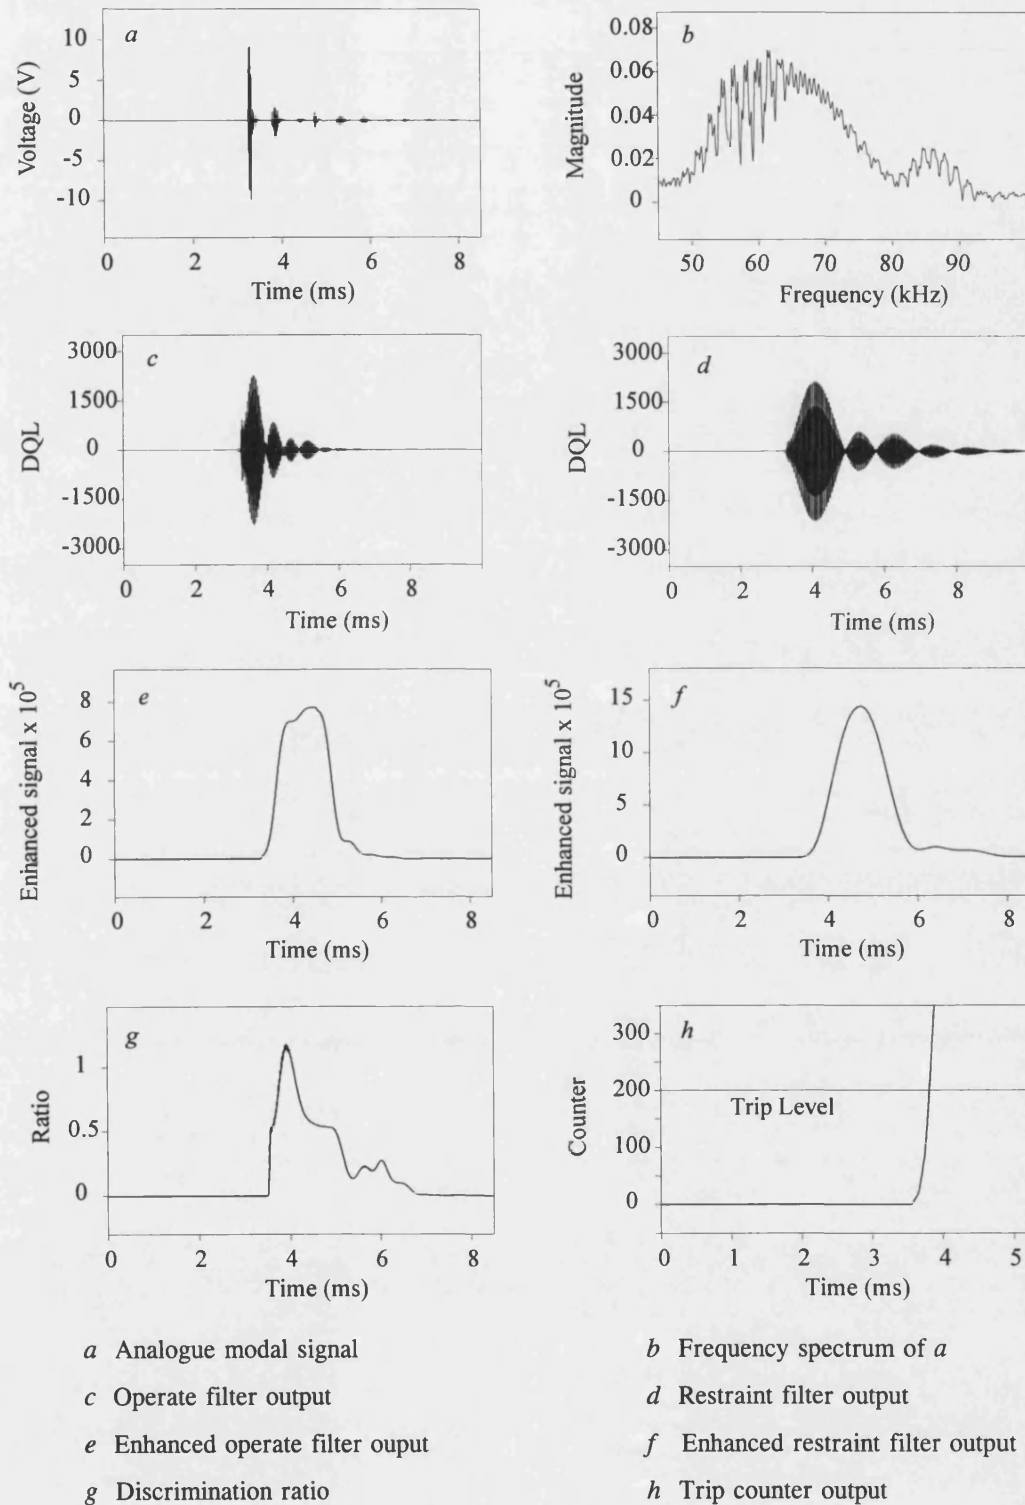 a
Voltage (V)
10
5
0
-5
-10
0 2 4 6 8
Time (ms)
b
Magnitude
0.08
0.06
0.04
0.02
0
50 60 70 80 90
Frequency (kHz)
c
DQL
3000
1500
0
-1500
-3000
0 2 4 6 8
Time (ms)
d
DQL
3000
1500
0
-1500
-3000
0 2 4 6 8
Time (ms)
e
Enhanced signal x 10⁵
8
6
4
2
0
0 2 4 6 8
Time (ms)
f
Enhanced signal x 10⁵
15
10
5
0
0 2 4 6 8
Time (ms)
g
Ratio
1
0.5
0
0 2 4 6 8
Time (ms)
h
Counter
300
200
100
0
Trip Level
0 1 2 3 4 5
Time (ms)
a Analogue modal signal
b Frequency spectrum of a
c Operate filter output
d Restraint filter output
e Enhanced operate filter ouput
f Enhanced restraint filter output
g Discrimination ratio
h Trip counter output